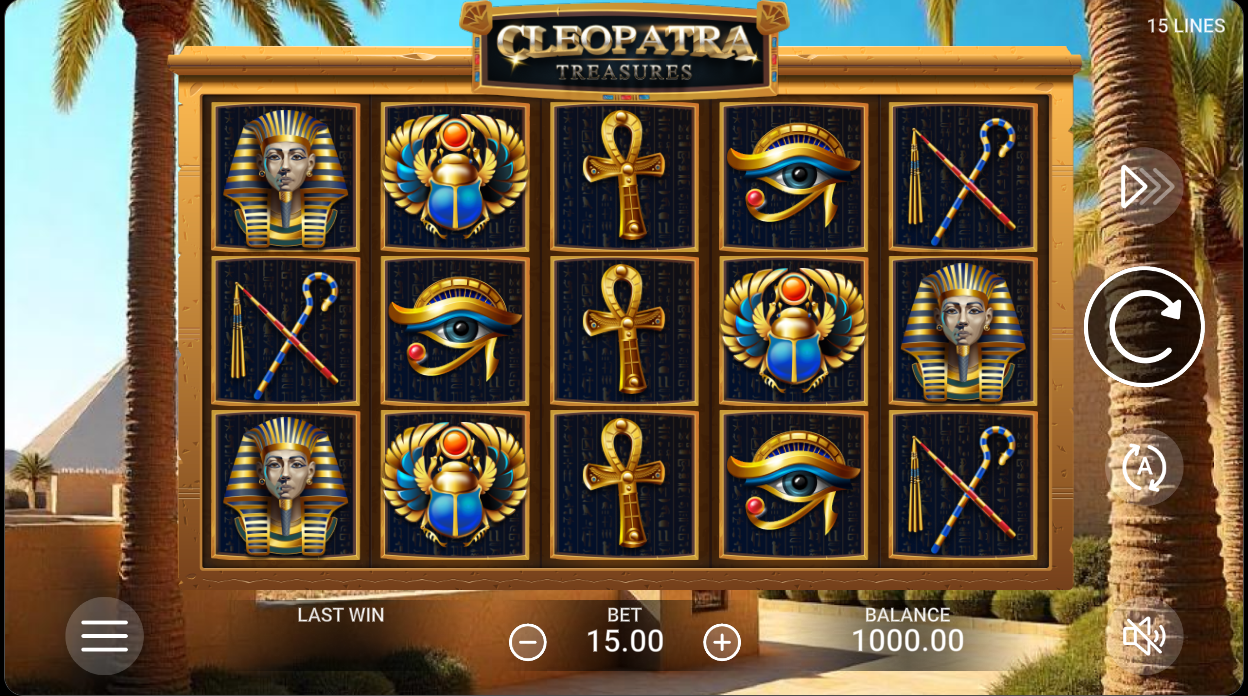 15 LINES
CLEOPATRA
TREASURES
A
LAST WIN
BET
15.00
BALANCE
1000.00